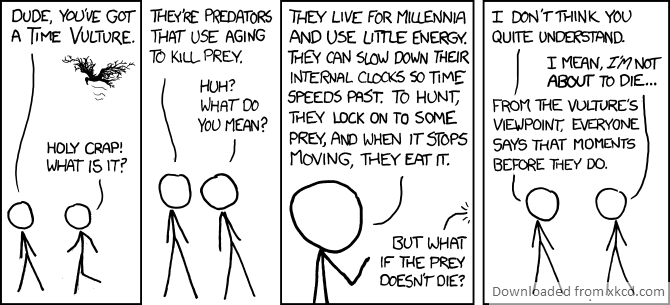 DUDE, YOU'VE GOT
A TIME VULTURE.
HOLY CRAP!
WHAT IS IT?
THEY'RE PREDATORS
THAT USE AGING
TO KILL PREY.
HUH?
WHAT DO
YOU MEAN?
THEY LIVE FOR MILLENNIA
AND USE LITTLE ENERGY.
THEY CAN SLOW DOWN THEIR
INTERNAL CLOCKS SO TIME
SPEEDS PAST. TO HUNT,
THEY LOCK ON TO SOME
PREY, AND WHEN IT STOPS
MOVING, THEY EAT IT.
BUT WHAT
IF THE PREY
DOESN'T DIE?
I DON'T THINK YOU
QUITE UNDERSTAND.
I MEAN, I'M NOT
ABOUT TO DIE...
FROM THE VULTURE'S
VIEWPOINT, EVERYONE
SAYS THAT MOMENTS
BEFORE THEY DO.
Downloaded from xkcd.com